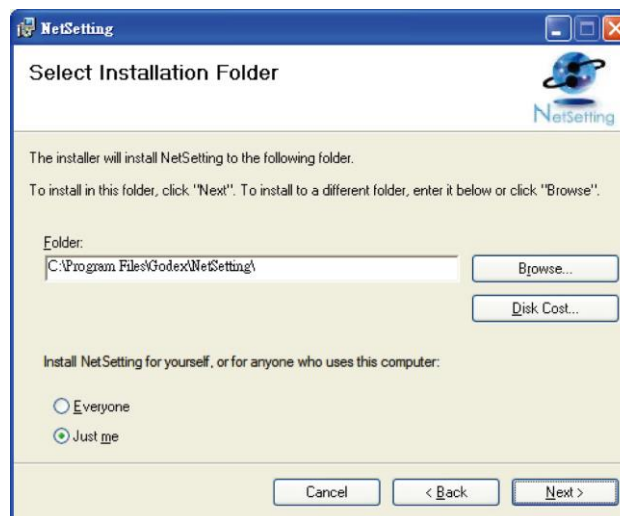 NetSetting
Select Installation Folder
NetSetting
The installer will install NetSetting to the following folder.
To install in this folder, click "Next". To install to a different folder, enter it below or click "Browse".
Folder:
C:\Program Files\Godex\NetSetting\
Browse...
Disk Cost...
Install NetSetting for yourself, or for anyone who uses this computer:
Everyone
Just me
Cancel
< Back
Next >